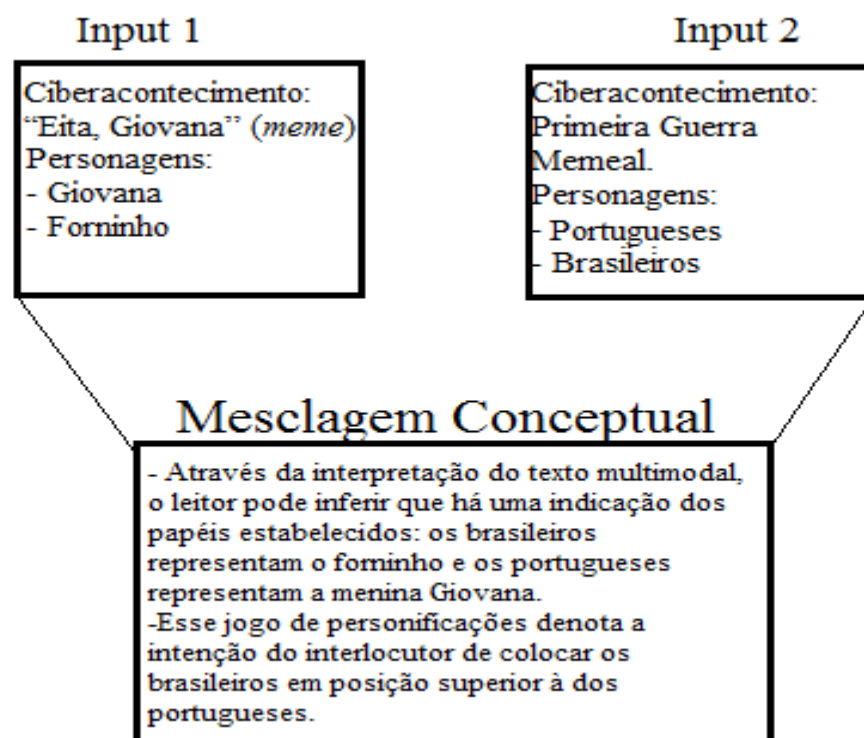 Input 1
Ciberacontecimento:
“Eita, Giovana” (meme)
Personagens:
- Giovana
- Forninho
Input 2
Ciberacontecimento:
Primeira Guerra
Memeal.
Personagens:
- Portugueses
- Brasileiros
Mesclagem Conceptual
- Através da interpretação do texto multimodal,
o leitor pode inferir que há uma indicação dos
papéis estabelecidos: os brasileiros
representam o forninho e os portugueses
representam a menina Giovana.
-Esse jogo de personificações denota a
intenção do interlocutor de colocar os
brasileiros em posição superior à dos
portugueses.